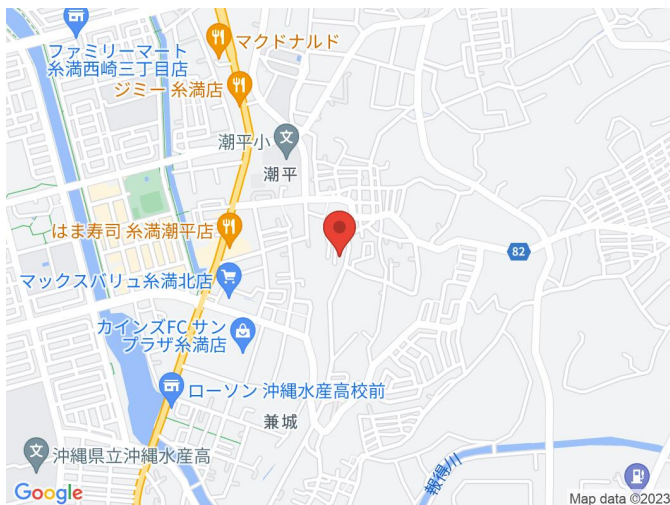 ファミリーマート
糸満西崎三丁目店
マクドナルド
ジミー 糸満店
潮平小
潮平
はま寿司 糸満潮平店
82
マックスバリュ糸満北店
カインズFC サン
プラザ糸満店
ローソン 沖縄水産高校前
兼城
沖縄県立沖縄水産高
報得川
Google
Map data ©2023